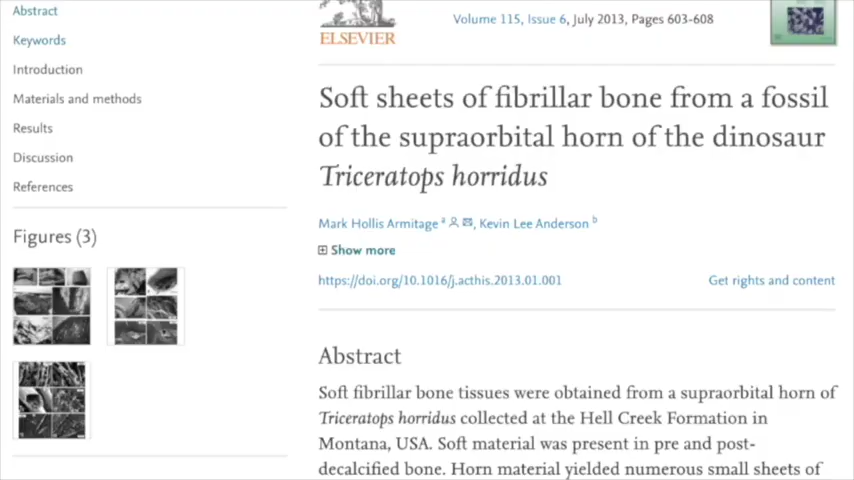 Abstract
Keywords
Introduction
Materials and methods
Results
Discussion
References
Figures (3)
ELSEVIER
Volume 115, Issue 6, July 2013, Pages 603-608
Soft sheets of fibrillar bone from a fossil
of the supraorbital horn of the dinosaur
Triceratops horridus
Mark Hollis Armitage a, Kevin Lee Anderson b
Show more
https://doi.org/10.1016/j.acthis.2013.01.001
Get rights and content
Abstract
Soft fibrillar bone tissues were obtained from a supraorbital horn of
Triceratops horridus collected at the Hell Creek Formation in
Montana, USA. Soft material was present in pre and post-
decalcified bone. Horn material yielded numerous small sheets of